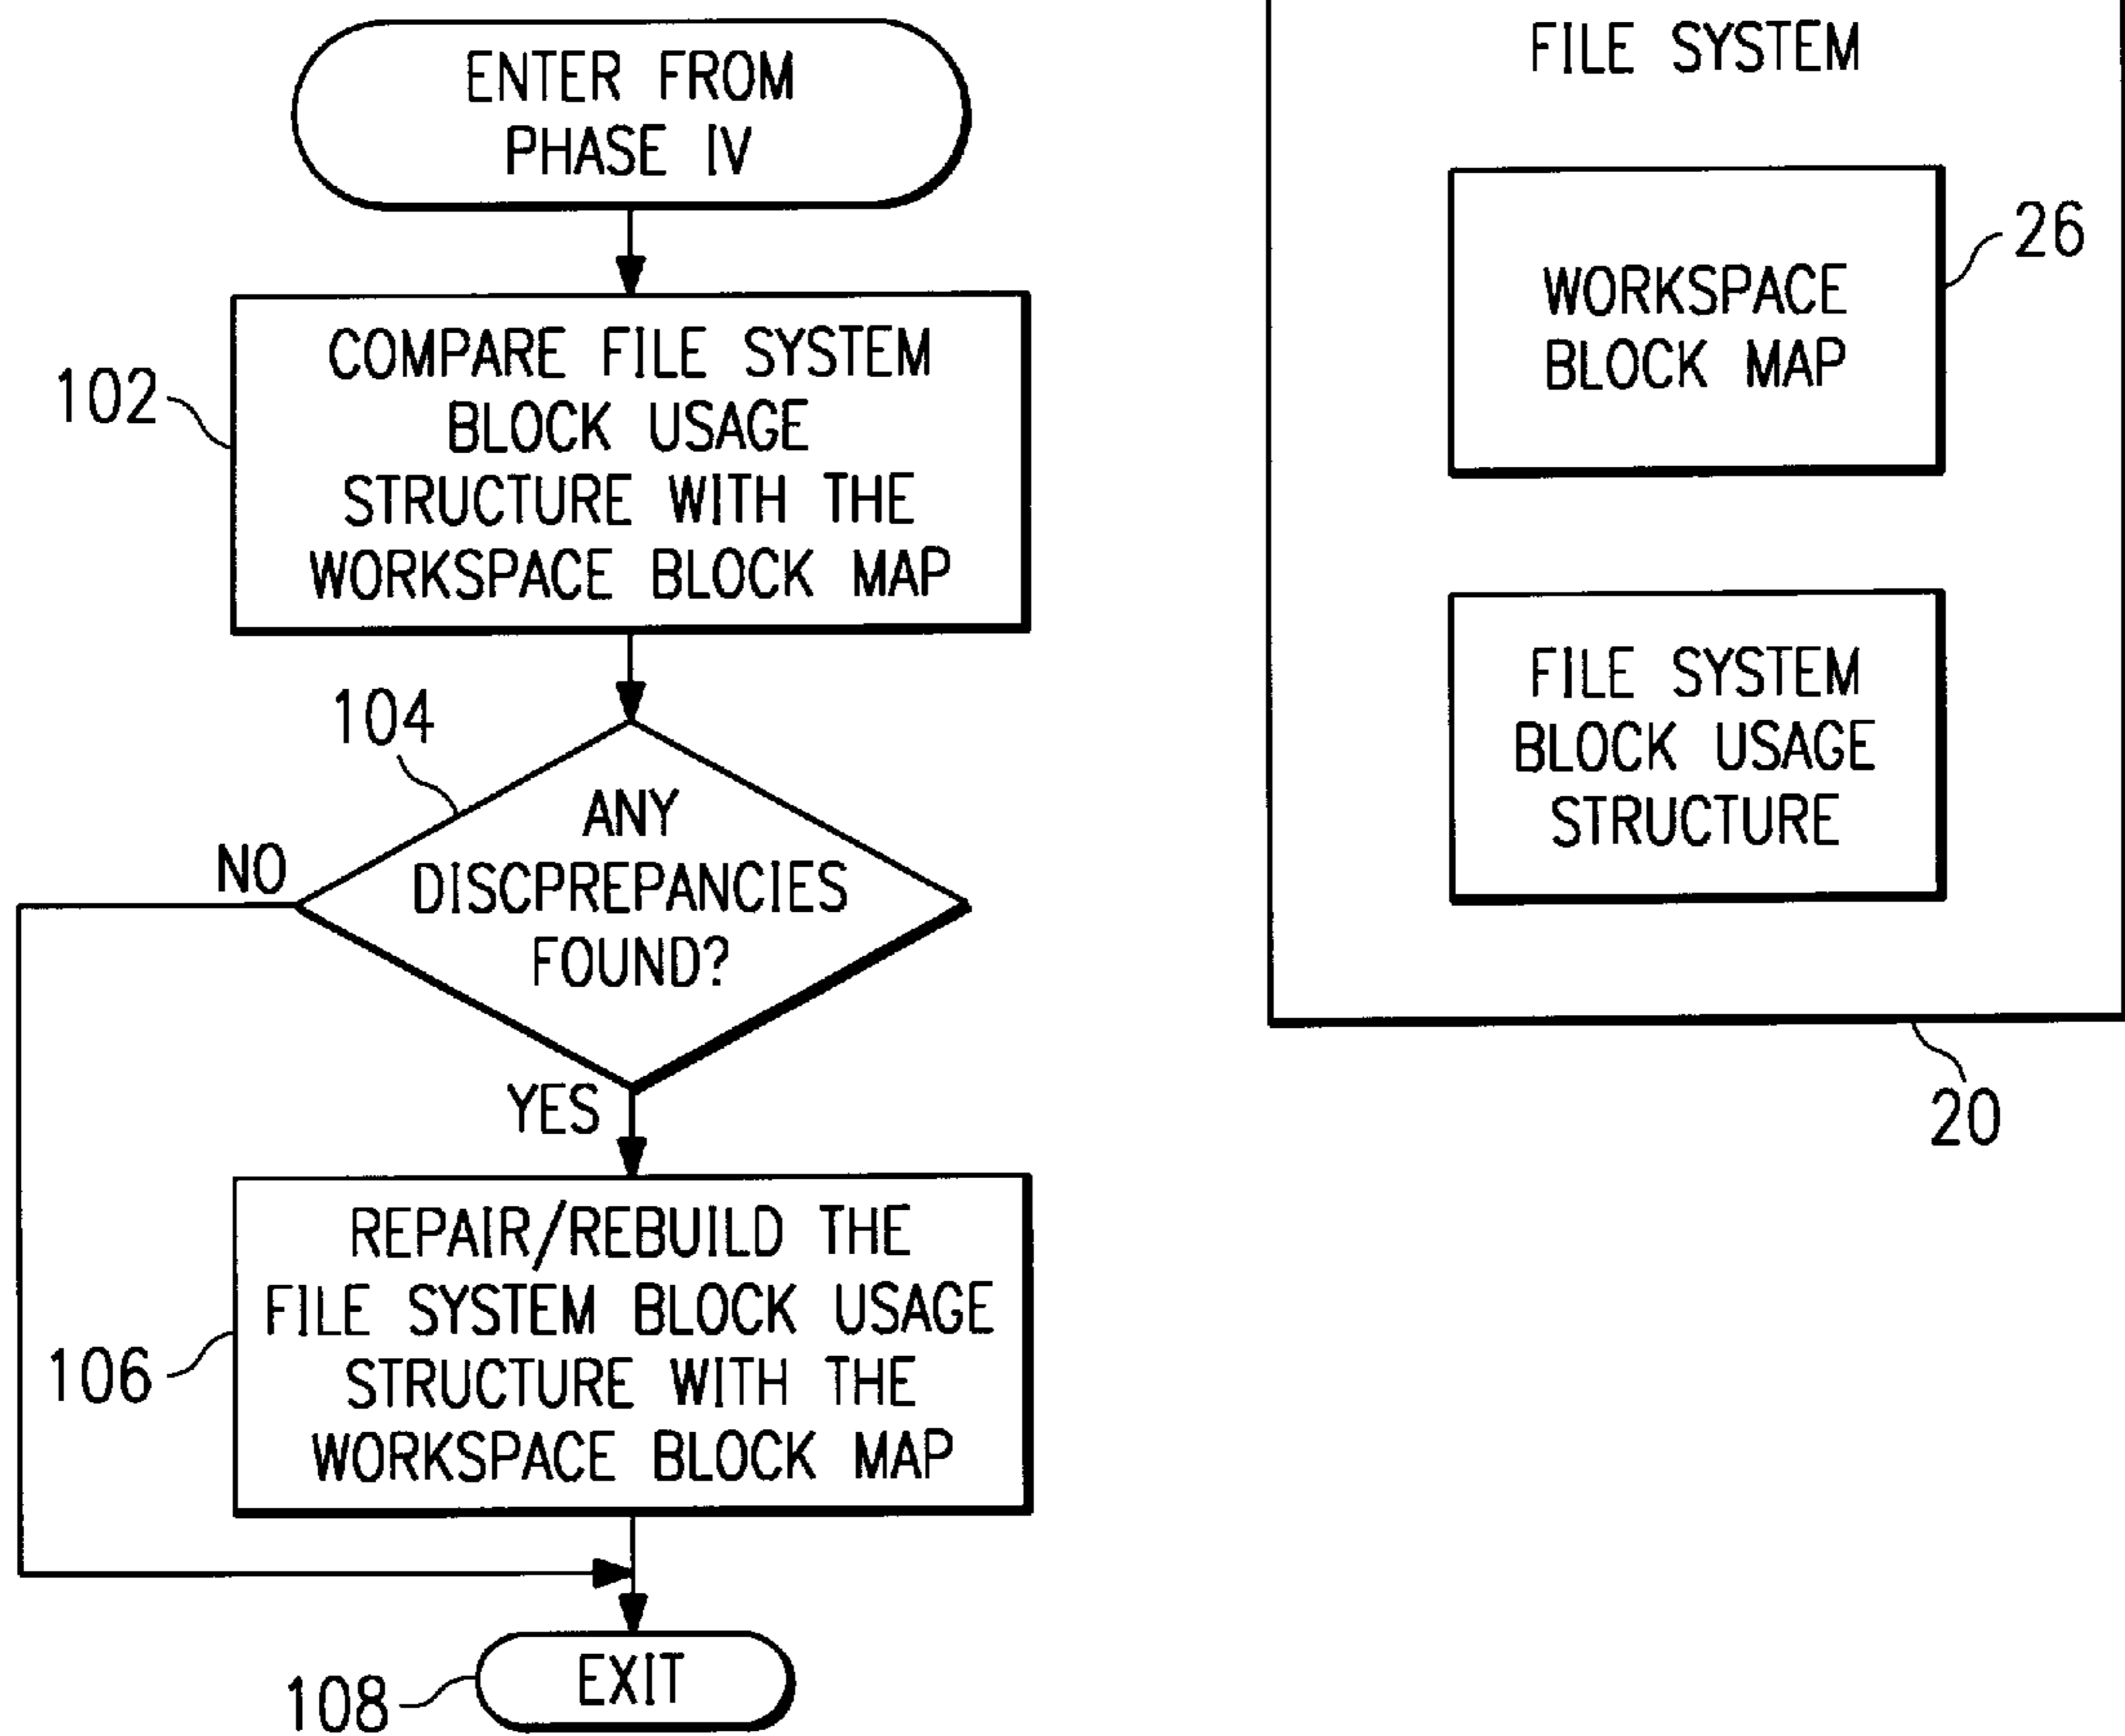 ENTER FROM
PHASE IV
102
COMPARE FILE SYSTEM
BLOCK USAGE
STRUCTURE WITH THE
WORKSPACE BLOCK MAP
104
ANY
DISCPREPANCIES
FOUND?
NO
YES
106
REPAIR/REBUILD THE
FILE SYSTEM BLOCK USAGE
STRUCTURE WITH THE
WORKSPACE BLOCK MAP
108
EXIT
FILE SYSTEM
WORKSPACE
BLOCK MAP
26
FILE SYSTEM
BLOCK USAGE
STRUCTURE
20